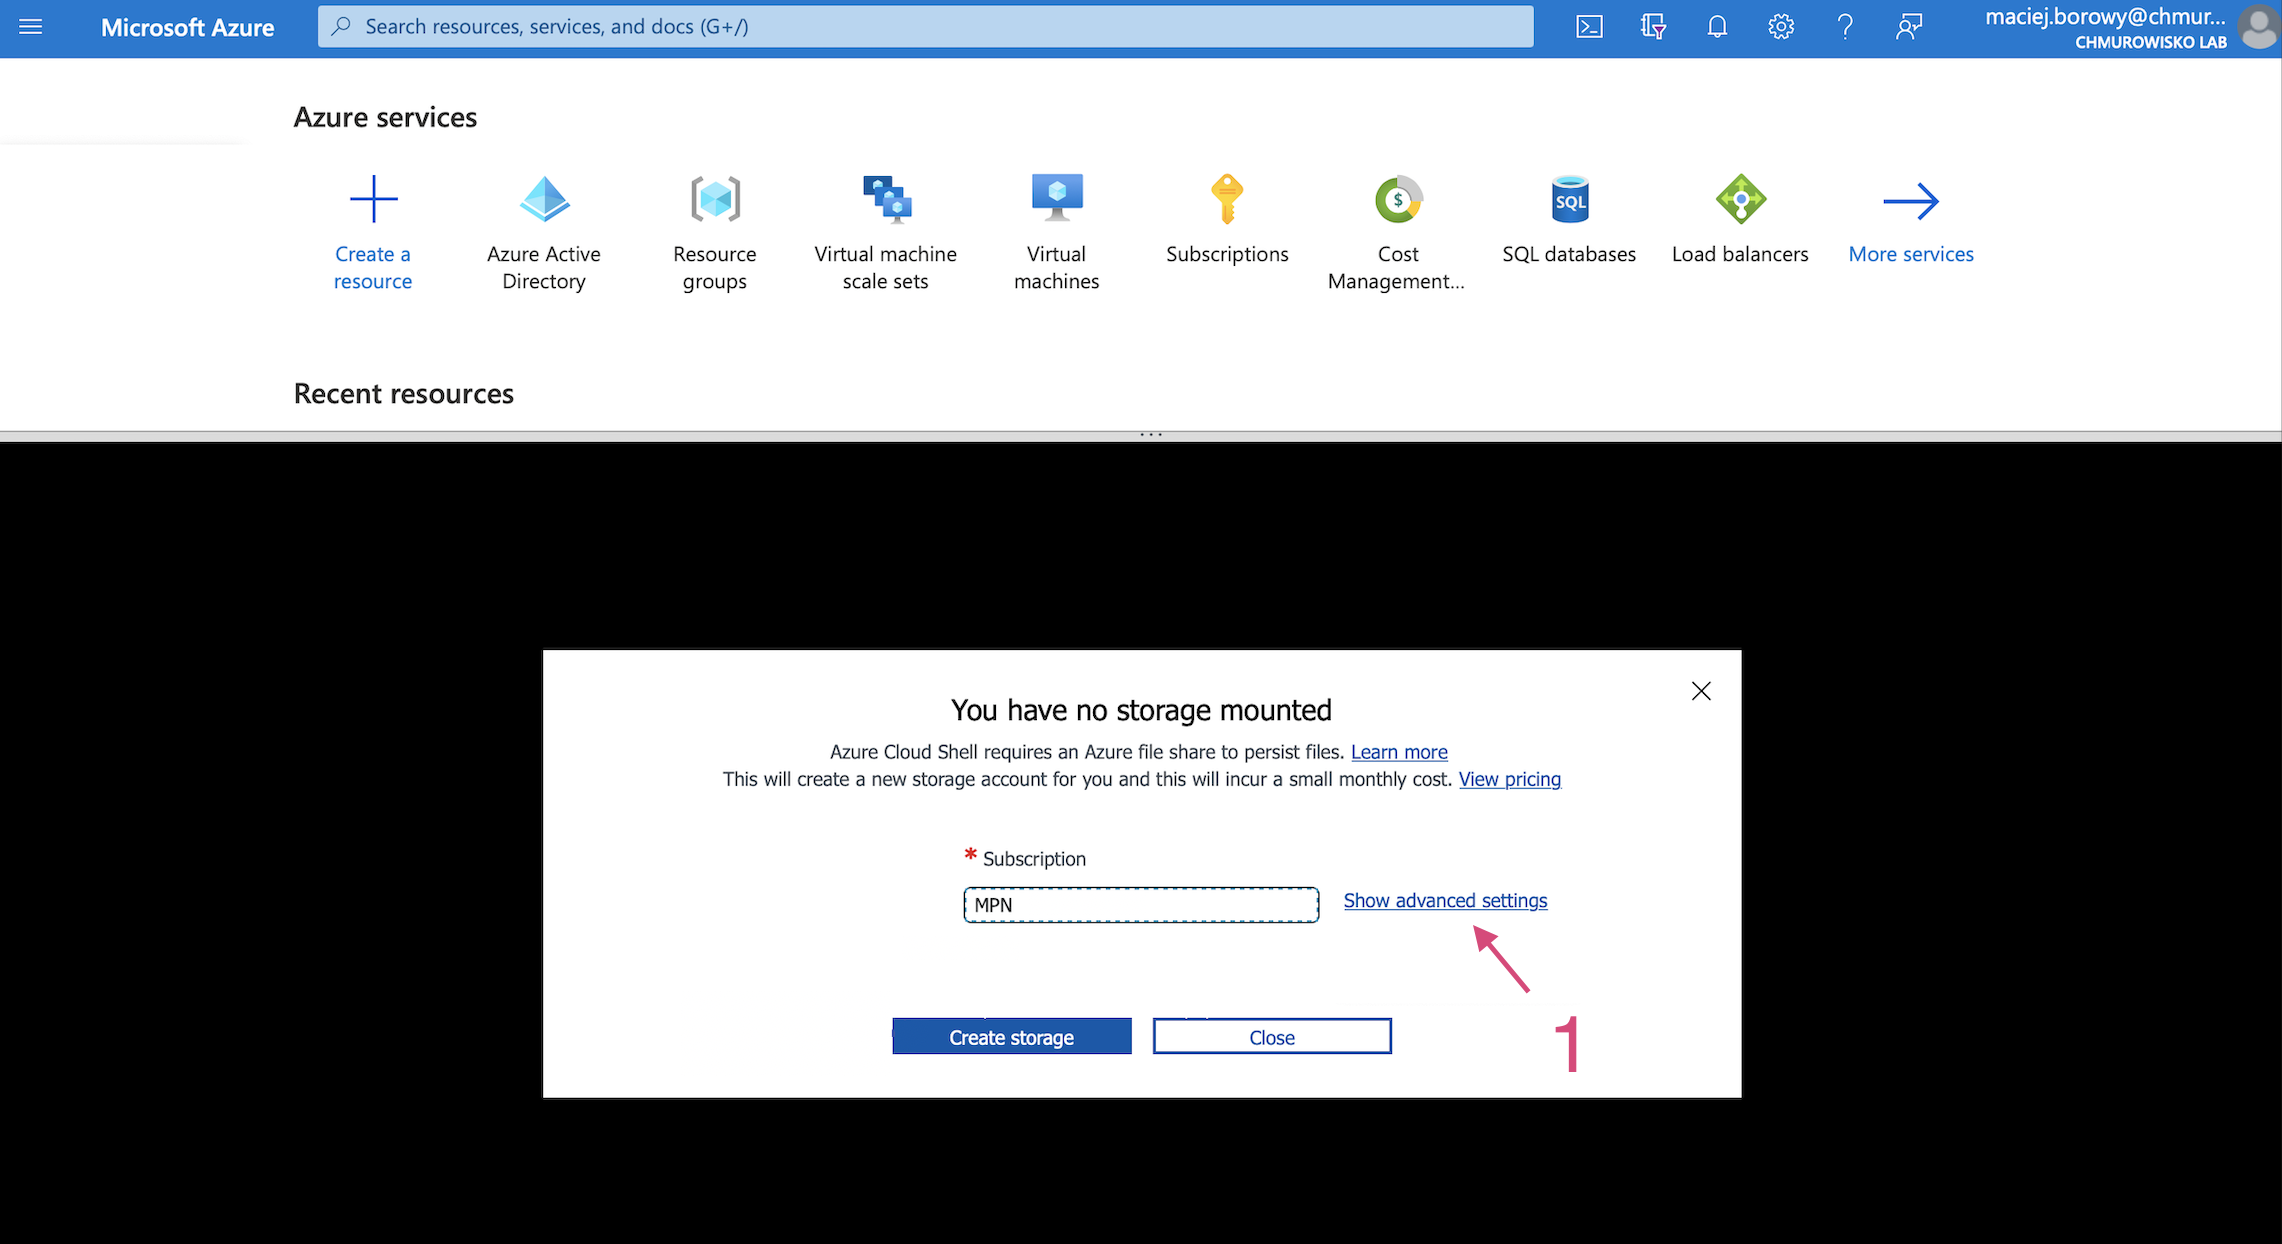 Microsoft Azure
Search resources, services, and docs (G+/)
maciej.borowy@chmur...
CHMUROWISKO LAB
Azure services
Create a
resource
Azure Active
Directory
Resource
groups
Virtual machine
scale sets
Virtual
machines
Subscriptions
Cost
Management...
$
SQL
SQL databases
Load balancers
More services
Recent resources
...
You have no storage mounted
Azure Cloud Shell requires an Azure file share to persist files. Learn more
This will create a new storage account for you and this will incur a small monthly cost. View pricing
* Subscription
MPN
Show advanced settings
Create storage
Close
1